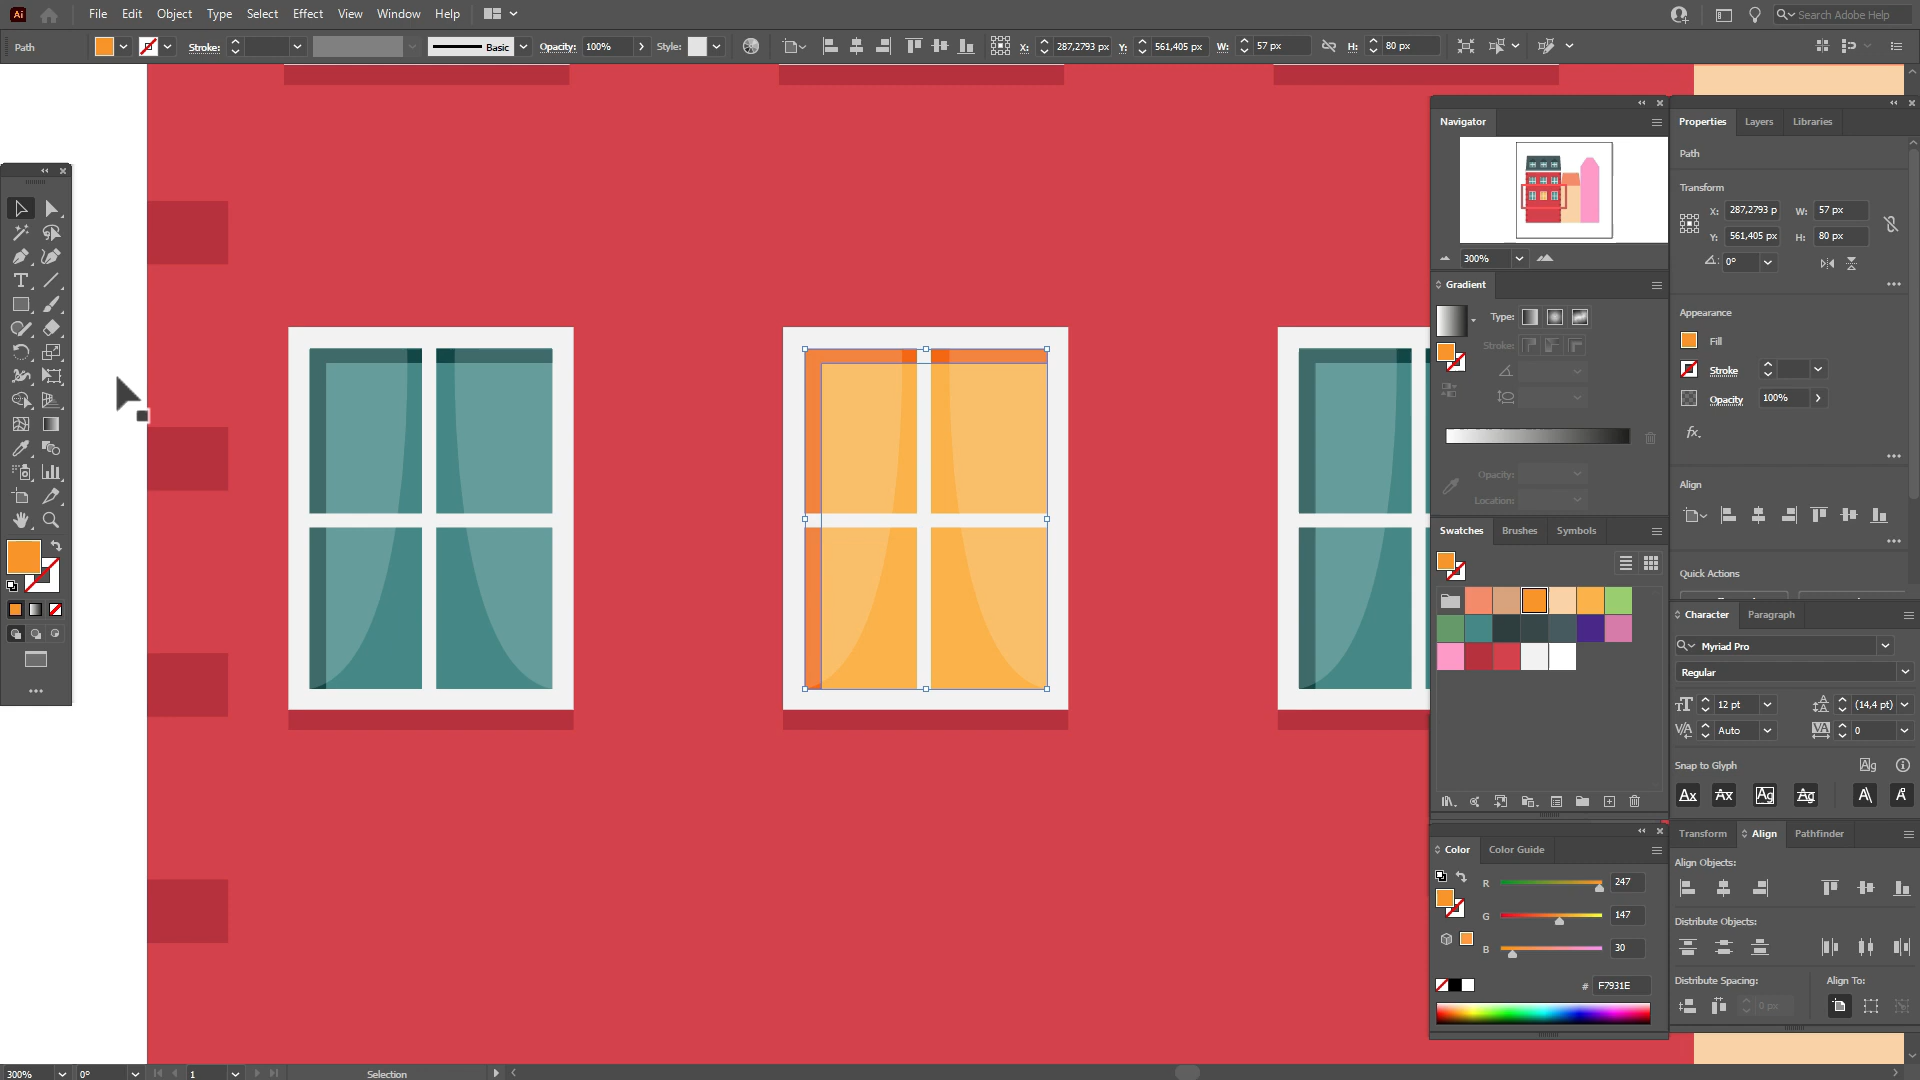 Ai File Edit Object Type Select Effect View Window Help Search Adobe Help
Path Stroke: Basic Opacity: 100% Style: X: 287,2793 px Y: 561,405 px W: 57 px H: 80 px
Navigator
300%
Gradient
Type:
Stroke:
Opacity:
Location:
Swatches Brushes Symbols
Color Color Guide
R 247
G 147
B 30
# F7931E
Properties Layers Libraries
Path
Transform
X: 287,2793 p W: 57 px
Y: 561,405 px H: 80 px
0°
Appearance
Fill
Stroke
Opacity 100%
fx.
Align
Quick Actions
Character Paragraph
Myriad Pro
Regular
12 pt (14,4 pt)
Auto 0
Snap to Glyph
Transform Align Pathfinder
Align Objects:
Distribute Objects:
Distribute Spacing: Align To:
0 px
300% 0° 1 Selection